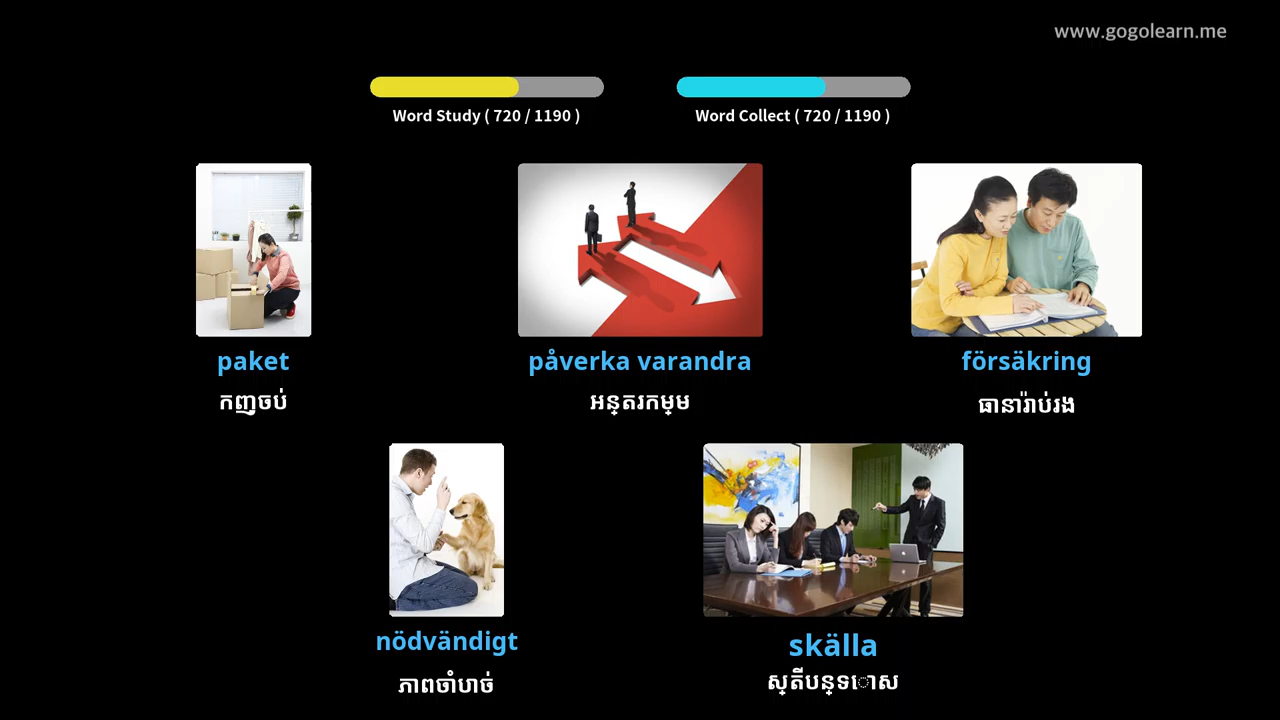 www.gogolearn.me
Word Study ( 720 / 1190 )
Word Collect ( 720 / 1190 )
paket
កញ្ចប់
påverka varandra
អន្តរកម្ម
försäkring
ធានារ៉ាប់រង
nödvändigt
ភាពចាំបាច់
skälla
ស្តីបន្ទោស